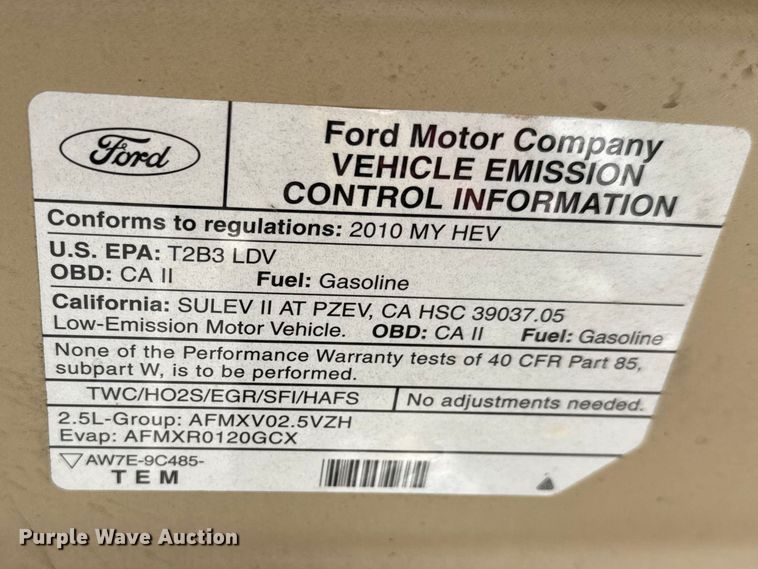 Ford
Ford Motor Company
VEHICLE EMISSION
CONTROL INFORMATION
Conforms to regulations: 2010 MY HEV
U.S. EPA: T2B3 LDV
OBD: CA II Fuel: Gasoline
California: SULEV II AT PZEV, CA HSC 39037.05
Low-Emission Motor Vehicle. OBD: CA II Fuel: Gasoline
None of the Performance Warranty tests of 40 CFR Part 85,
subpart W, is to be performed.
TWC/HO2S/EGR/SFI/HAFS No adjustments needed.
2.5L-Group: AFMXV02.5VZH
Evap: AFMXR0120GCX
AW7E-9C485-
TEM
Purple Wave Auction